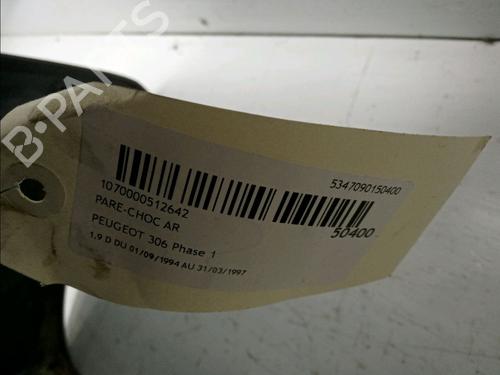 B-PARTS
5347090150400
50400
1070000512642
PARE-CHOC AR
PEUGEOT 306 Phase 1
1.9 D DU 01/09/1994 AU 31/03/1997